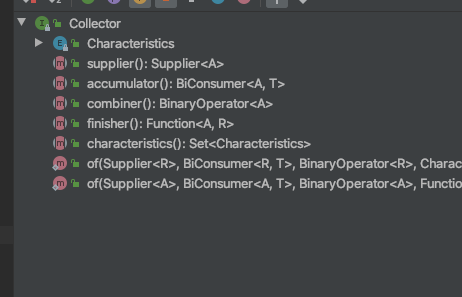 Collector
Characteristics
supplier(): Supplier<A>
accumulator(): BiConsumer<A, T>
combiner(): BinaryOperator<A>
finisher(): Function<A, R>
characteristics(): Set<Characteristics>
of(Supplier<R>, BiConsumer<R, T>, BinaryOperator<R>, Charac
of(Supplier<A>, BiConsumer<A, T>, BinaryOperator<A>, Functio